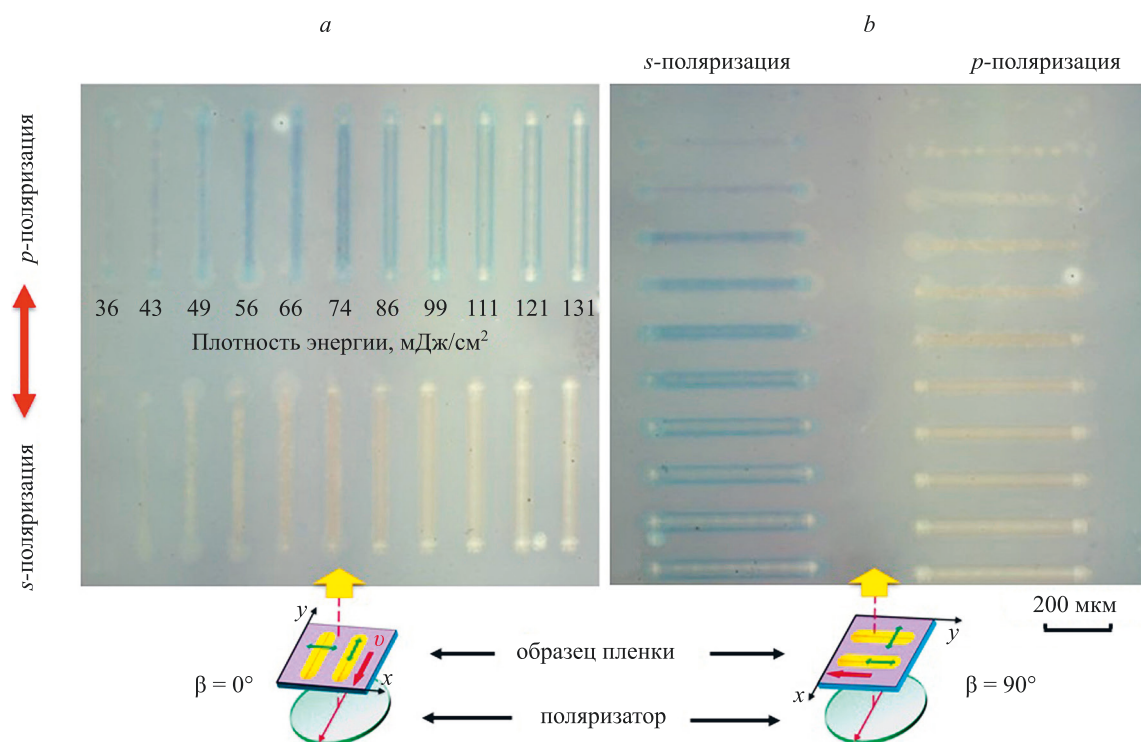 a
b
s-поляризация
p-поляризация
p-поляризация
36 43 49 56 66 74 86 99 111 121 131
Плотность энергии, мДж/см²
s-поляризация
y
υ
x
β = 0°
образец пленки
поляризатор
y
x
β = 90°
200 мкм